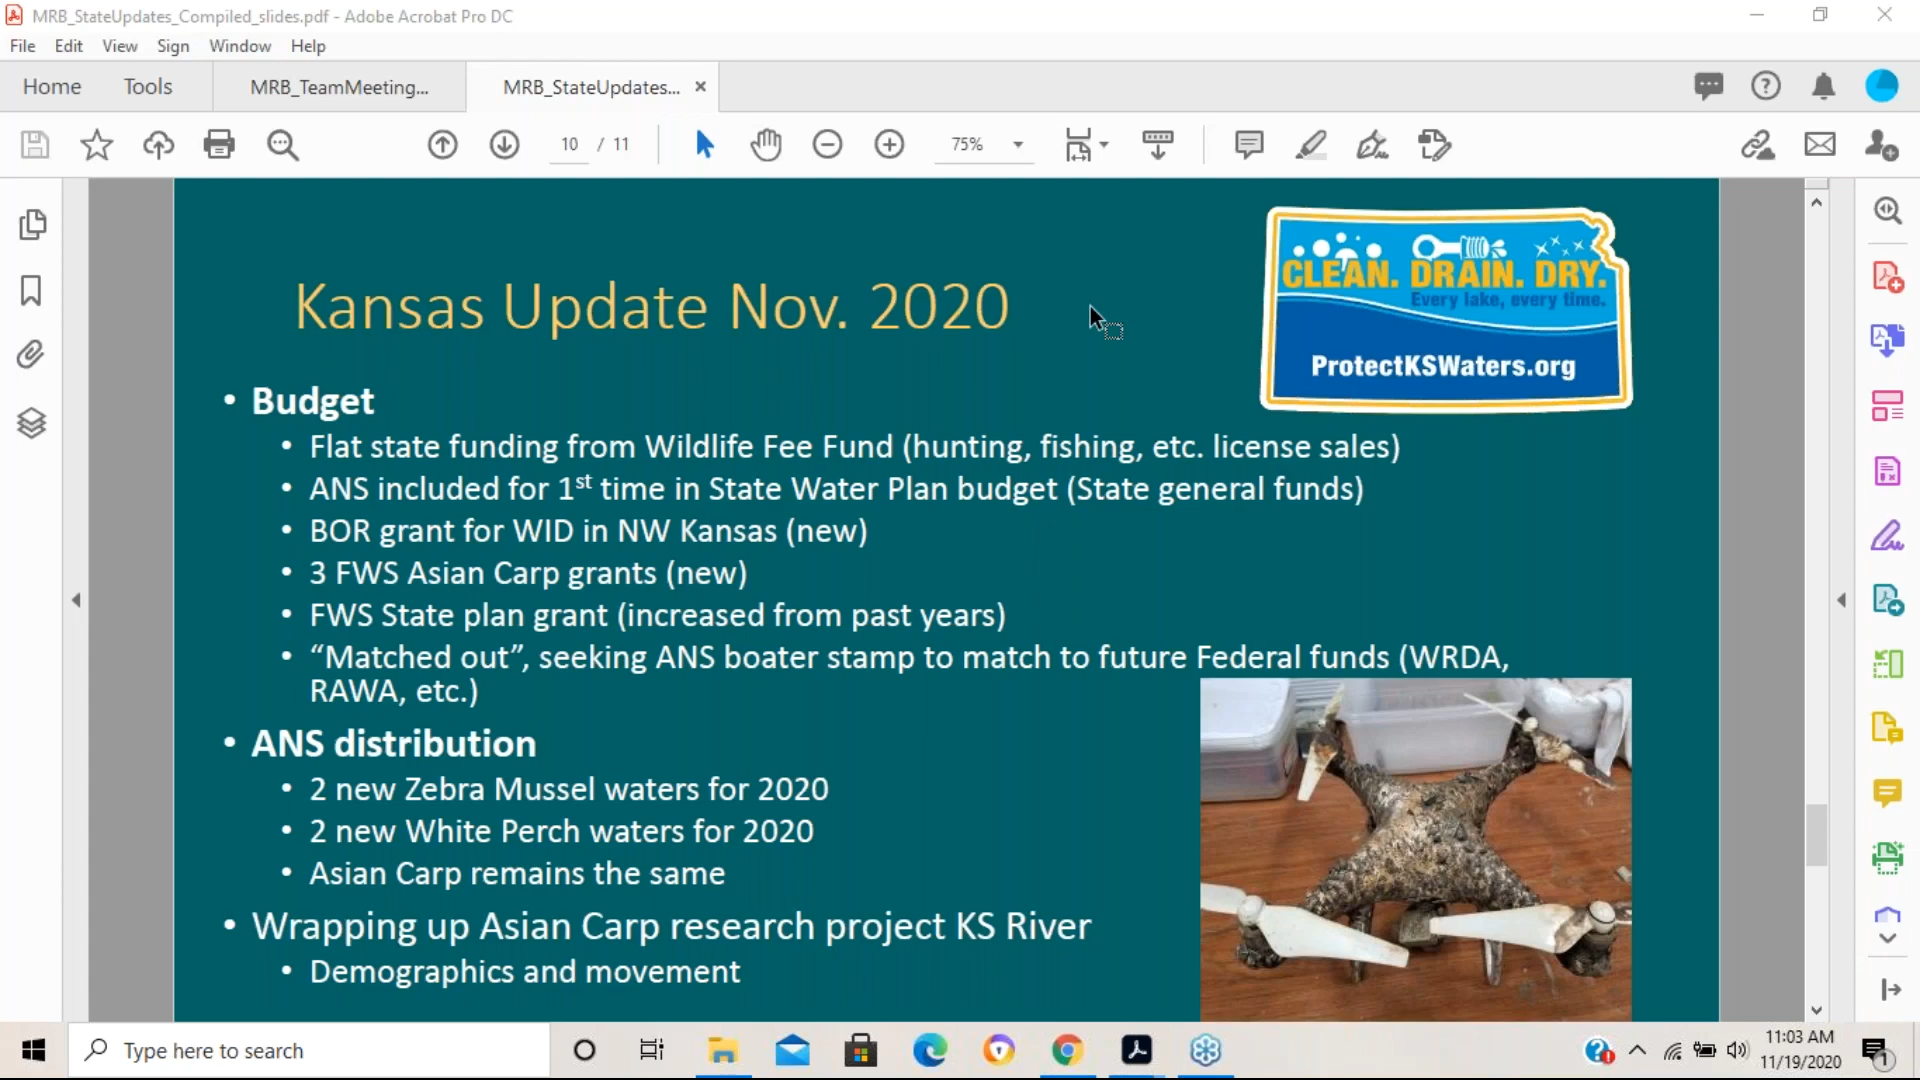 MRB_StateUpdates_Compiled_slides.pdf - Adobe Acrobat Pro DC
File Edit View Sign Window Help
Home Tools MRB_TeamMeeting... MRB_StateUpdates... ×
10 / 11 75%
CLEAN. DRAIN. DRY.
Every lake, every time.
ProtectKSWaters.org
Kansas Update Nov. 2020
• Budget
• Flat state funding from Wildlife Fee Fund (hunting, fishing, etc. license sales)
• ANS included for 1st time in State Water Plan budget (State general funds)
• BOR grant for WID in NW Kansas (new)
• 3 FWS Asian Carp grants (new)
• FWS State plan grant (increased from past years)
• “Matched out”, seeking ANS boater stamp to match to future Federal funds (WRDA,
RAWA, etc.)
• ANS distribution
• 2 new Zebra Mussel waters for 2020
• 2 new White Perch waters for 2020
• Asian Carp remains the same
• Wrapping up Asian Carp research project KS River
• Demographics and movement
Type here to search
11:03 AM
11/19/2020
1